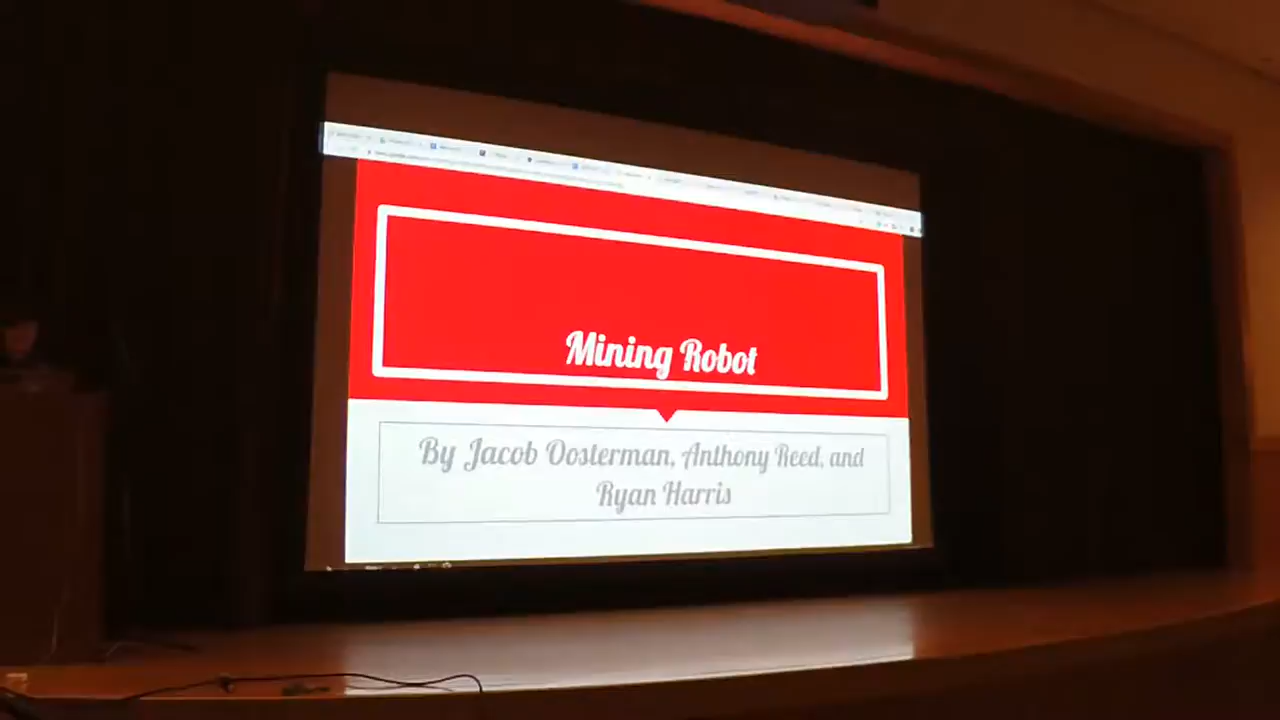 Mining Robot
By Jacob Oosterman, Anthony Reed, and
Ryan Harris